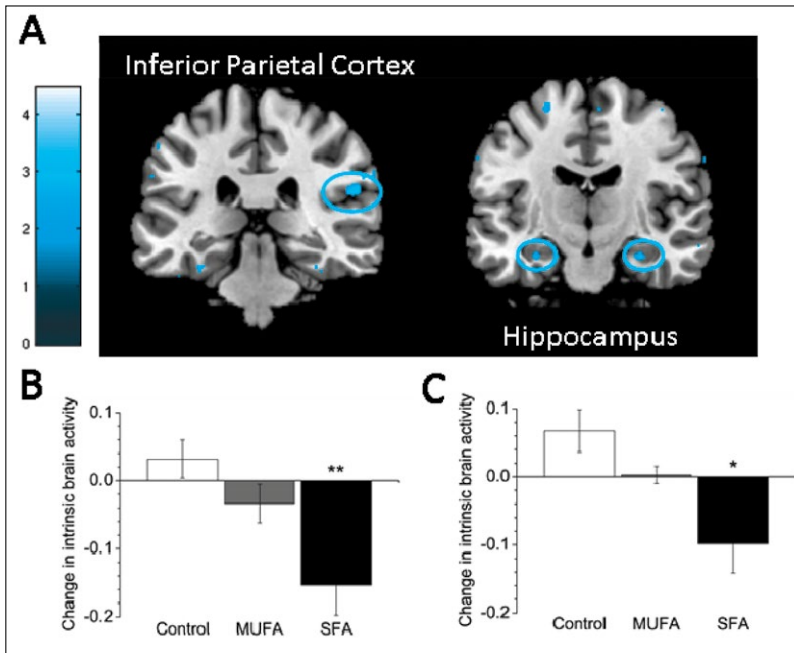 A
Inferior Parietal Cortex
4
3
2
1
0
Hippocampus
B
Change in intrinsic brain activity
0.1
0.0
-0.1
-0.2
**
Control MUFA SFA
C
Change in intrinsic brain activity
0.1
0.0
-0.1
-0.2
*
Control MUFA SFA